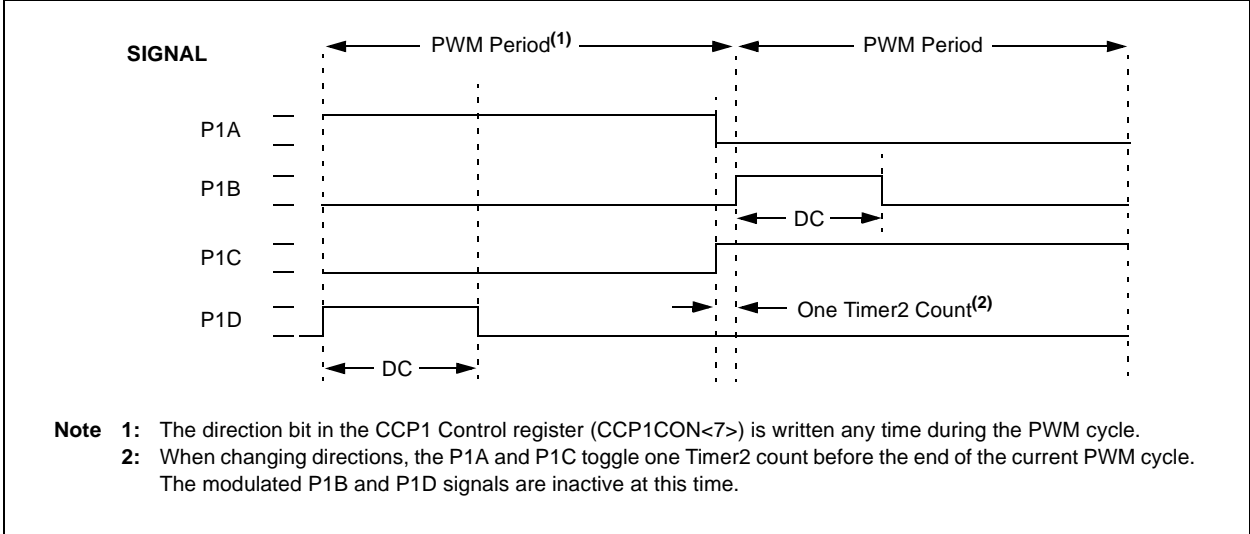 SIGNAL
PWM Period(1)
PWM Period
P1A
P1B
DC
P1C
P1D
One Timer2 Count(2)
DC
Note 1: The direction bit in the CCP1 Control register (CCP1CON<7>) is written any time during the PWM cycle.
2: When changing directions, the P1A and P1C toggle one Timer2 count before the end of the current PWM cycle.
The modulated P1B and P1D signals are inactive at this time.